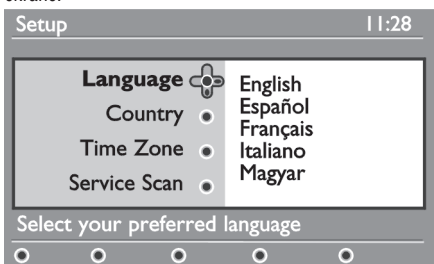 Setup 11:28
Language English
Español
Country Français
Time Zone Italiano
Service Scan Magyar
Select your preferred language